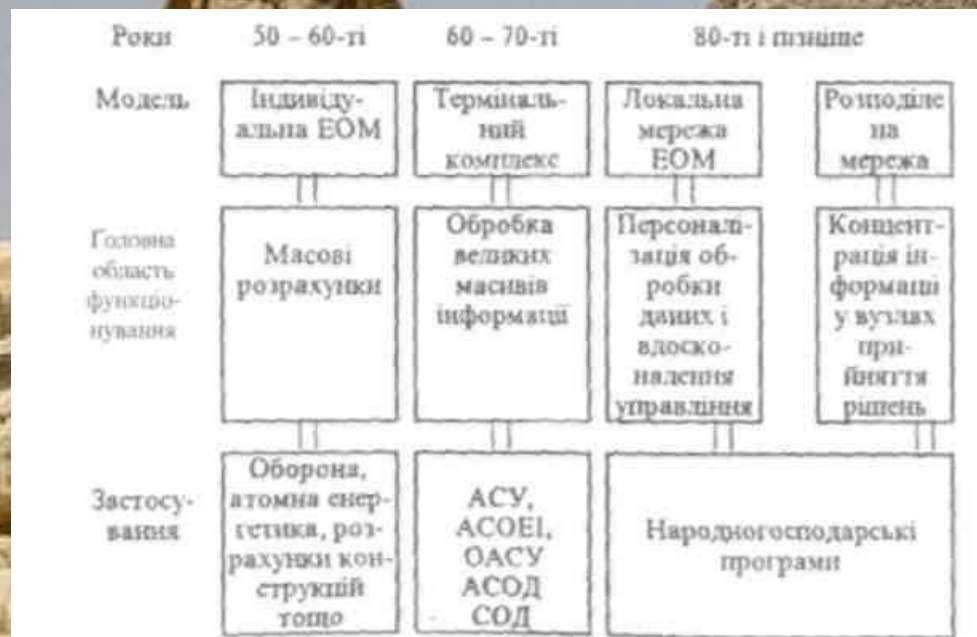 Роки
50 – 60-ті
60 – 70-ті
80-ті і пізніше
Модель
Індивіду-
альна ЕОМ
Терміналь-
ний
комплекс
Локальна
мережа
ЕОМ
Розподіле
на
мережа
Головна
область
функціо-
нування
Масові
розрахунки
Обробка
великих
масивів
інформації
Персоналі-
зація об-
робки
даних і
вдоско-
налення
управління
Концент-
рація ін-
формації
у вузлах
при-
йняття
рішень
Застосу-
вання
Оборона,
атомна енер-
гетика, роз-
рахунки кон-
струкцій
тощо
АСУ,
АСОЕІ,
ОАСУ
АСОД
СОД
Народногосподарські
програми